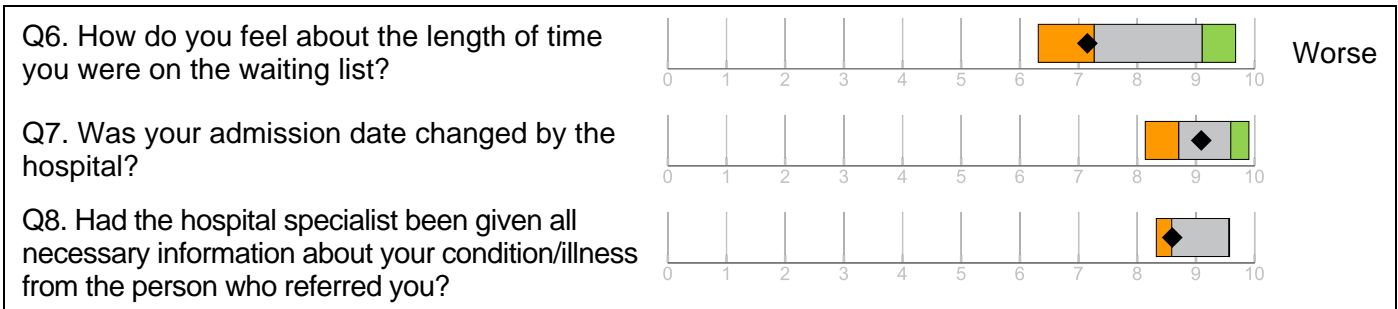 Q6. How do you feel about the length of time
you were on the waiting list?
Worse
0 1 2 3 4 5 6 7 8 9 10
Q7. Was your admission date changed by the
hospital?
0 1 2 3 4 5 6 7 8 9 10
Q8. Had the hospital specialist been given all
necessary information about your condition/illness
from the person who referred you?
0 1 2 3 4 5 6 7 8 9 10